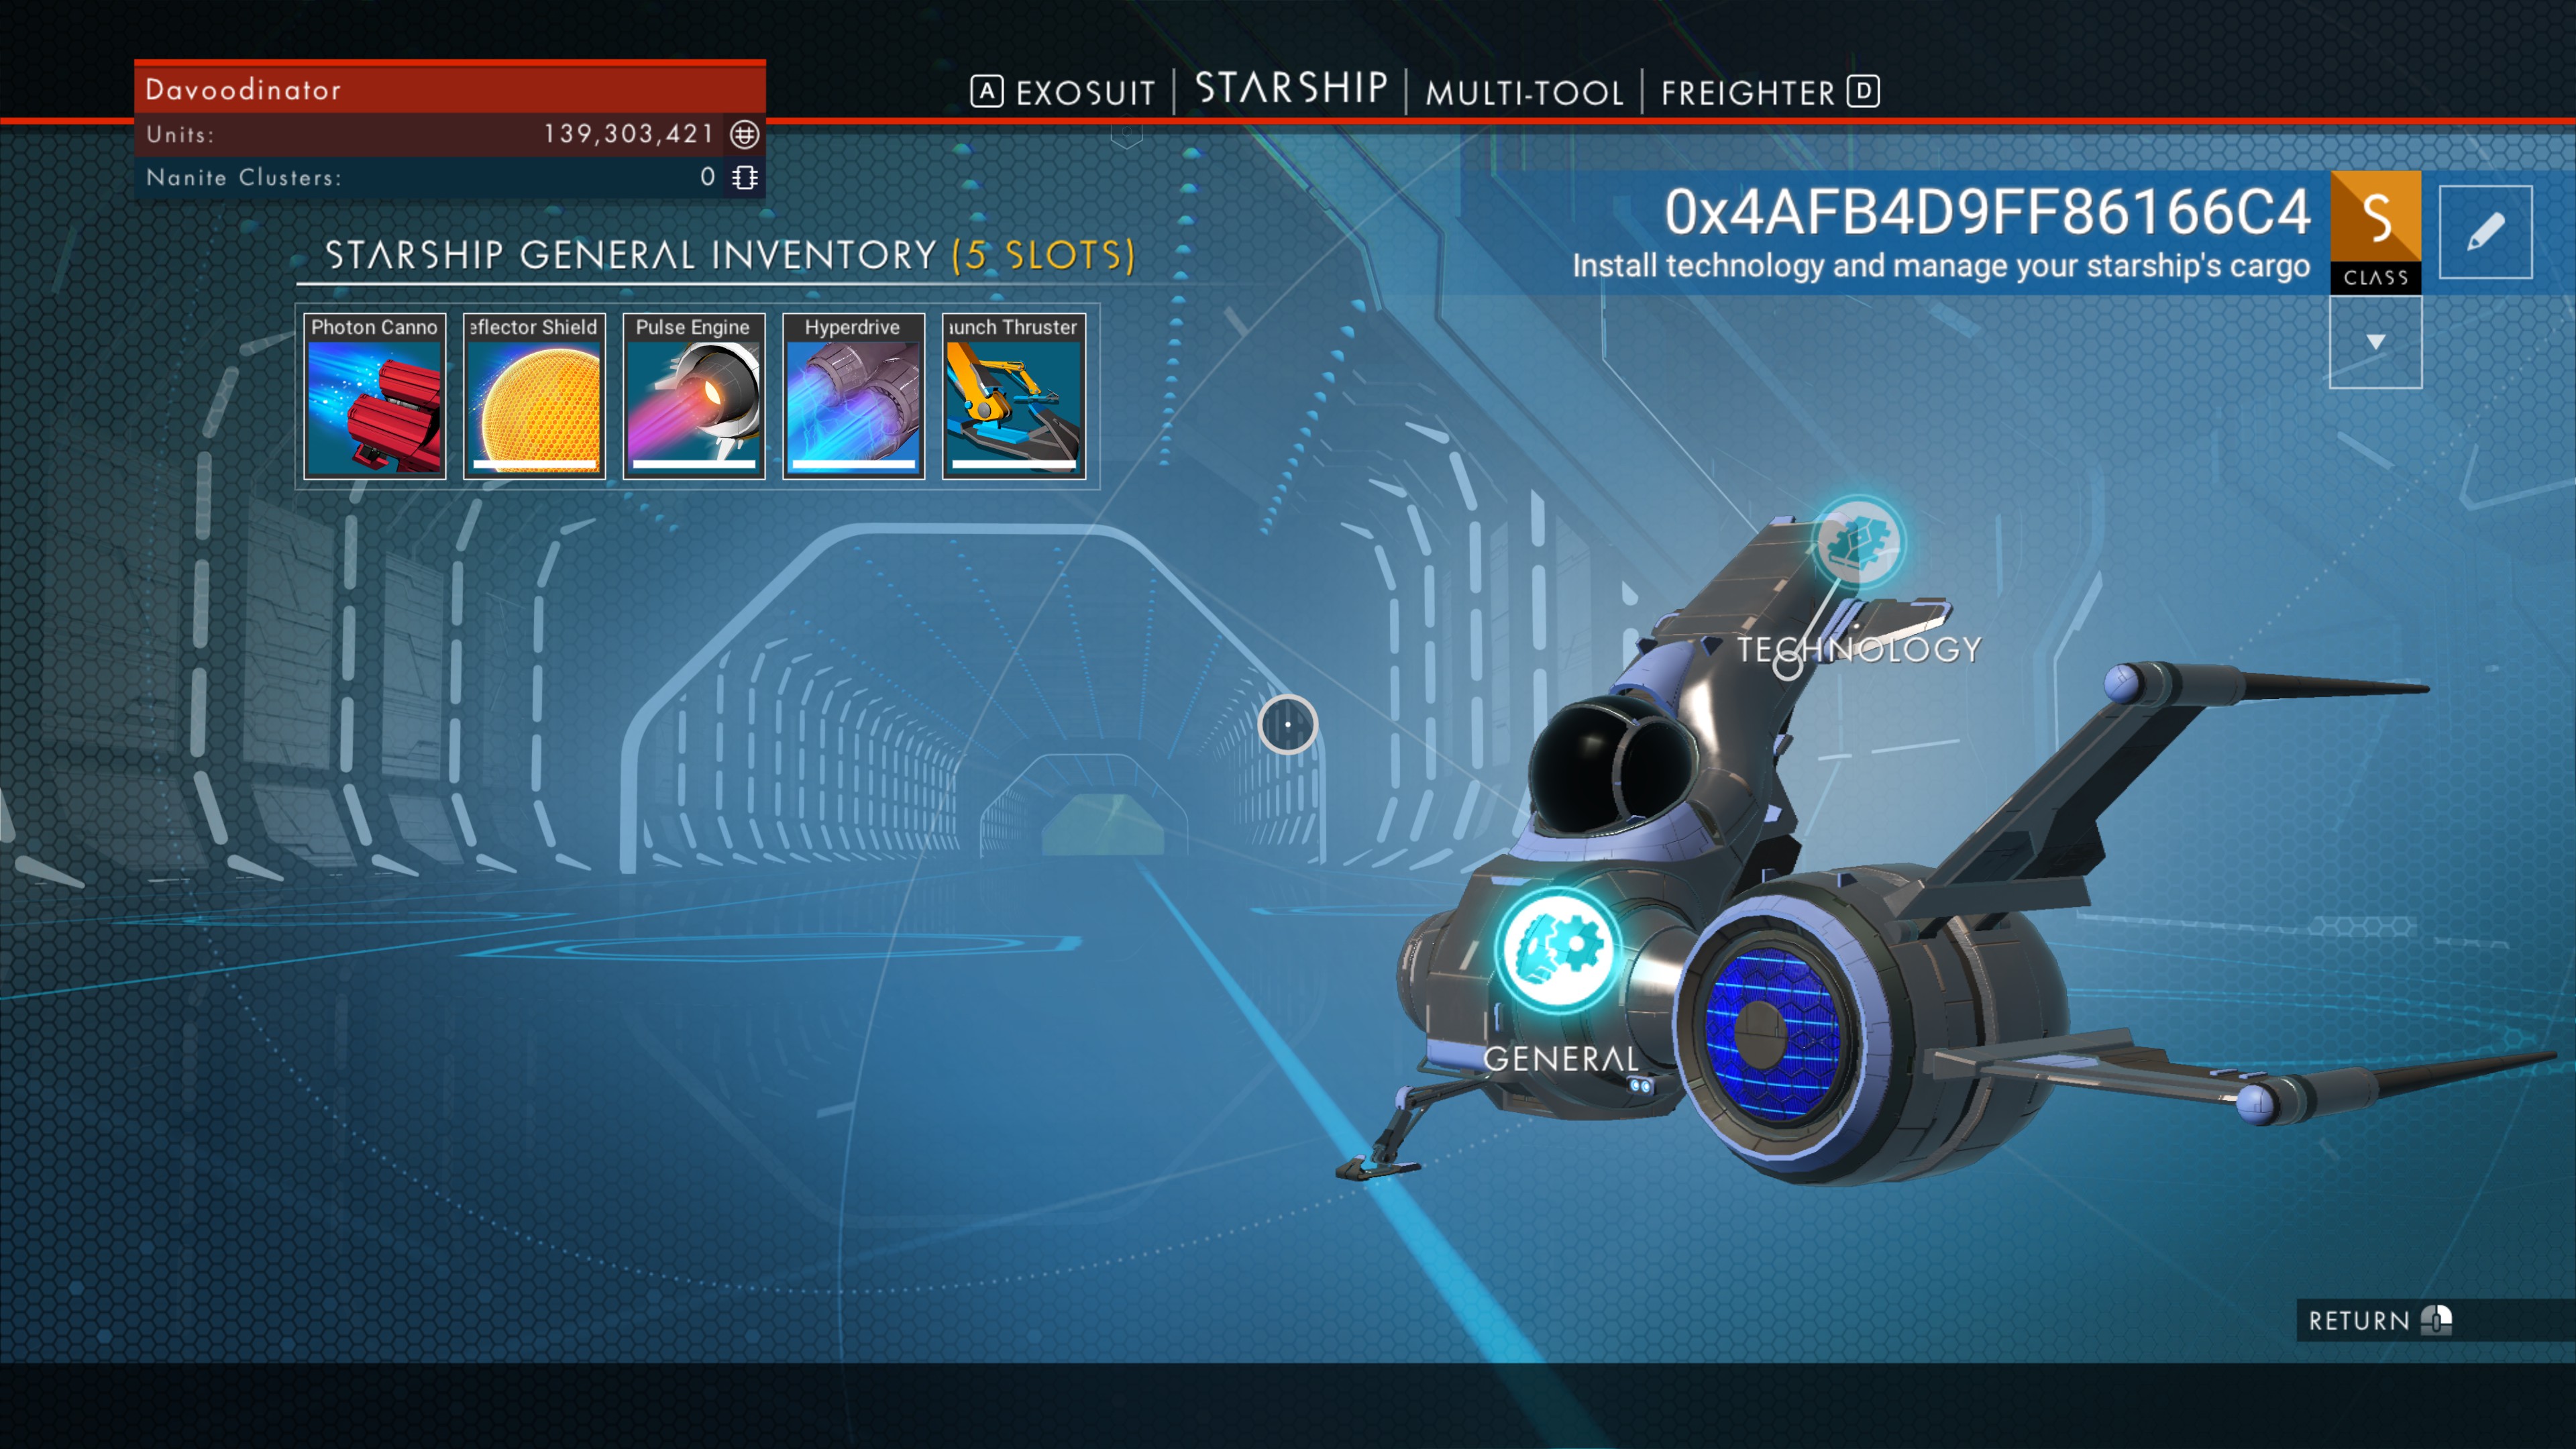 Davoodinator
Units: 139,303,421
Nanite Clusters: 0
A EXOSUIT STARSHIP MULTI-TOOL FREIGHTER D
0x4AFB4D9FF86166C4
Install technology and manage your starship's cargo
S
CLASS
STARSHIP GENERAL INVENTORY (5 SLOTS)
Photon Canno
eflector Shield
Pulse Engine
Hyperdrive
aunch Thruster
TECHNOLOGY
GENERAL
RETURN